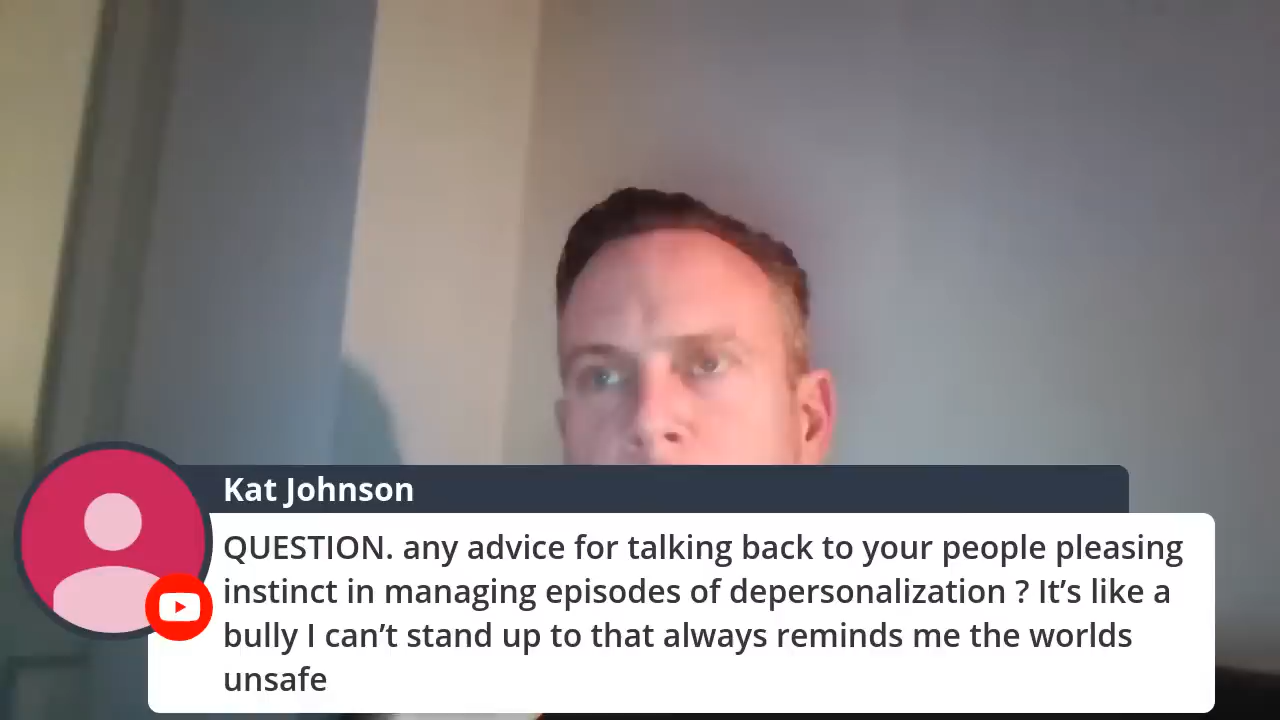 Kat Johnson
QUESTION. any advice for talking back to your people pleasing
instinct in managing episodes of depersonalization ? It’s like a
bully I can’t stand up to that always reminds me the worlds
unsafe